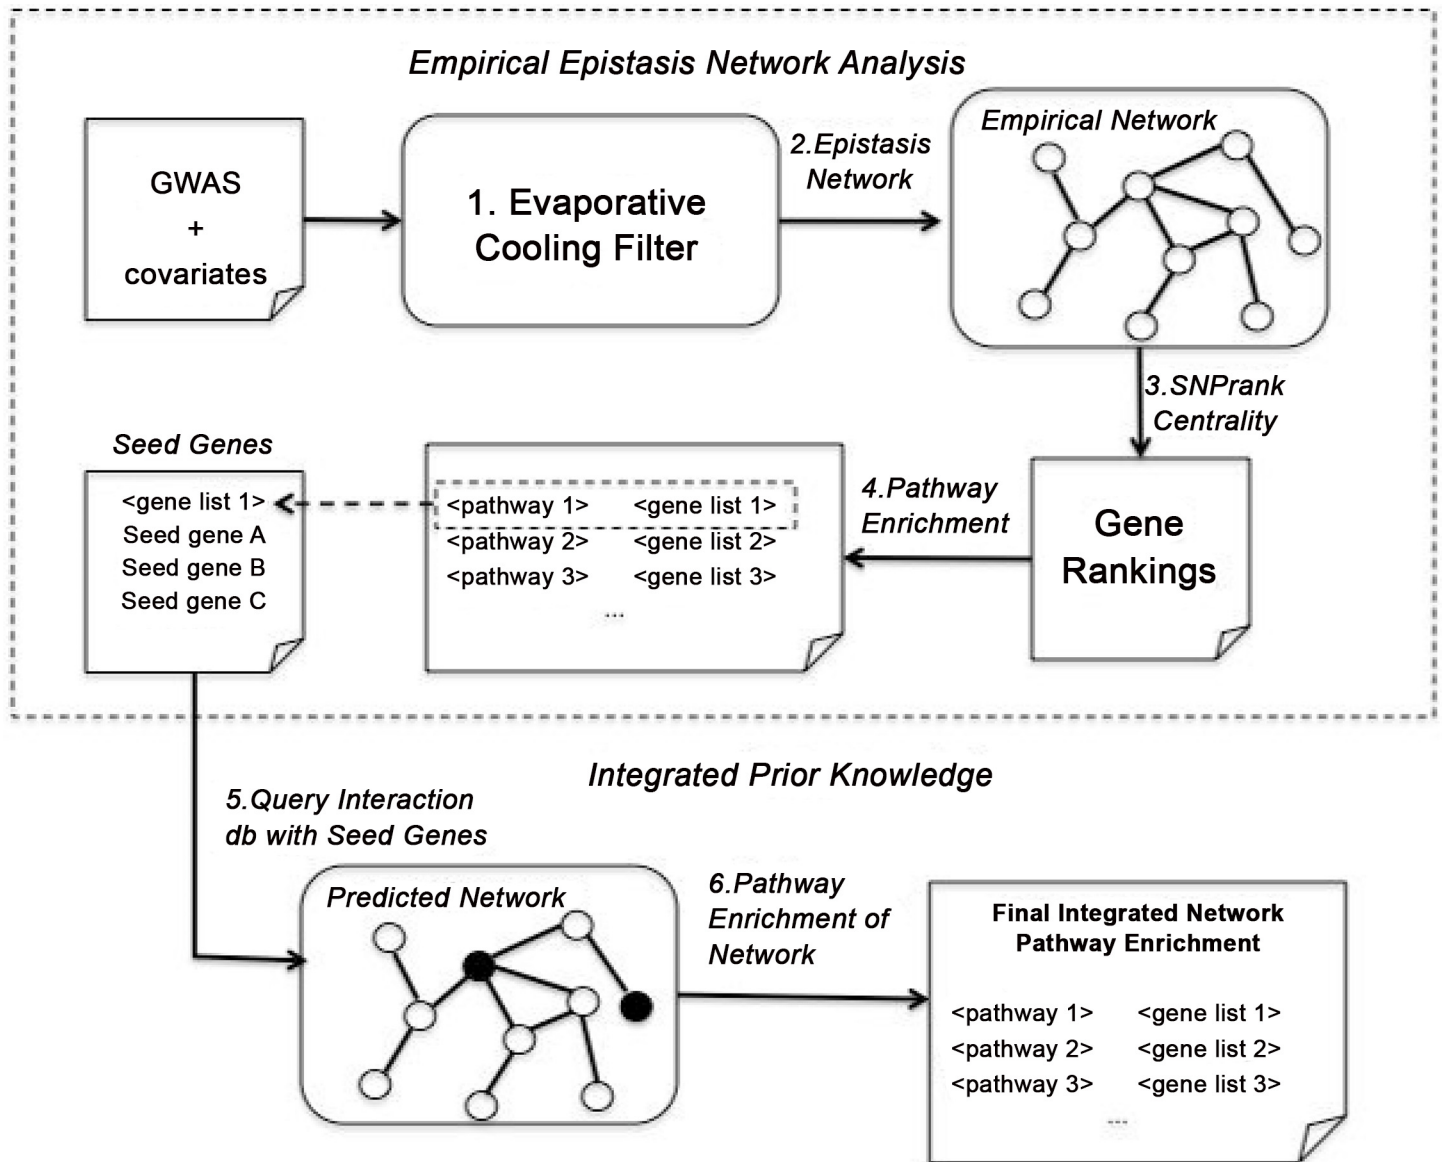 Empirical Epistasis Network Analysis
GWAS
+
covariates
1. Evaporative
Cooling Filter
2.Epistasis
Network
Empirical Network
3.SNPrank
Centrality
Gene
Rankings
4.Pathway
Enrichment
<pathway 1> <gene list 1>
<pathway 2> <gene list 2>
<pathway 3> <gene list 3>
...
Seed Genes
<gene list 1>
Seed gene A
Seed gene B
Seed gene C
Integrated Prior Knowledge
5.Query Interaction
db with Seed Genes
Predicted Network
6.Pathway
Enrichment of
Network
Final Integrated Network
Pathway Enrichment
<pathway 1> <gene list 1>
<pathway 2> <gene list 2>
<pathway 3> <gene list 3>
...